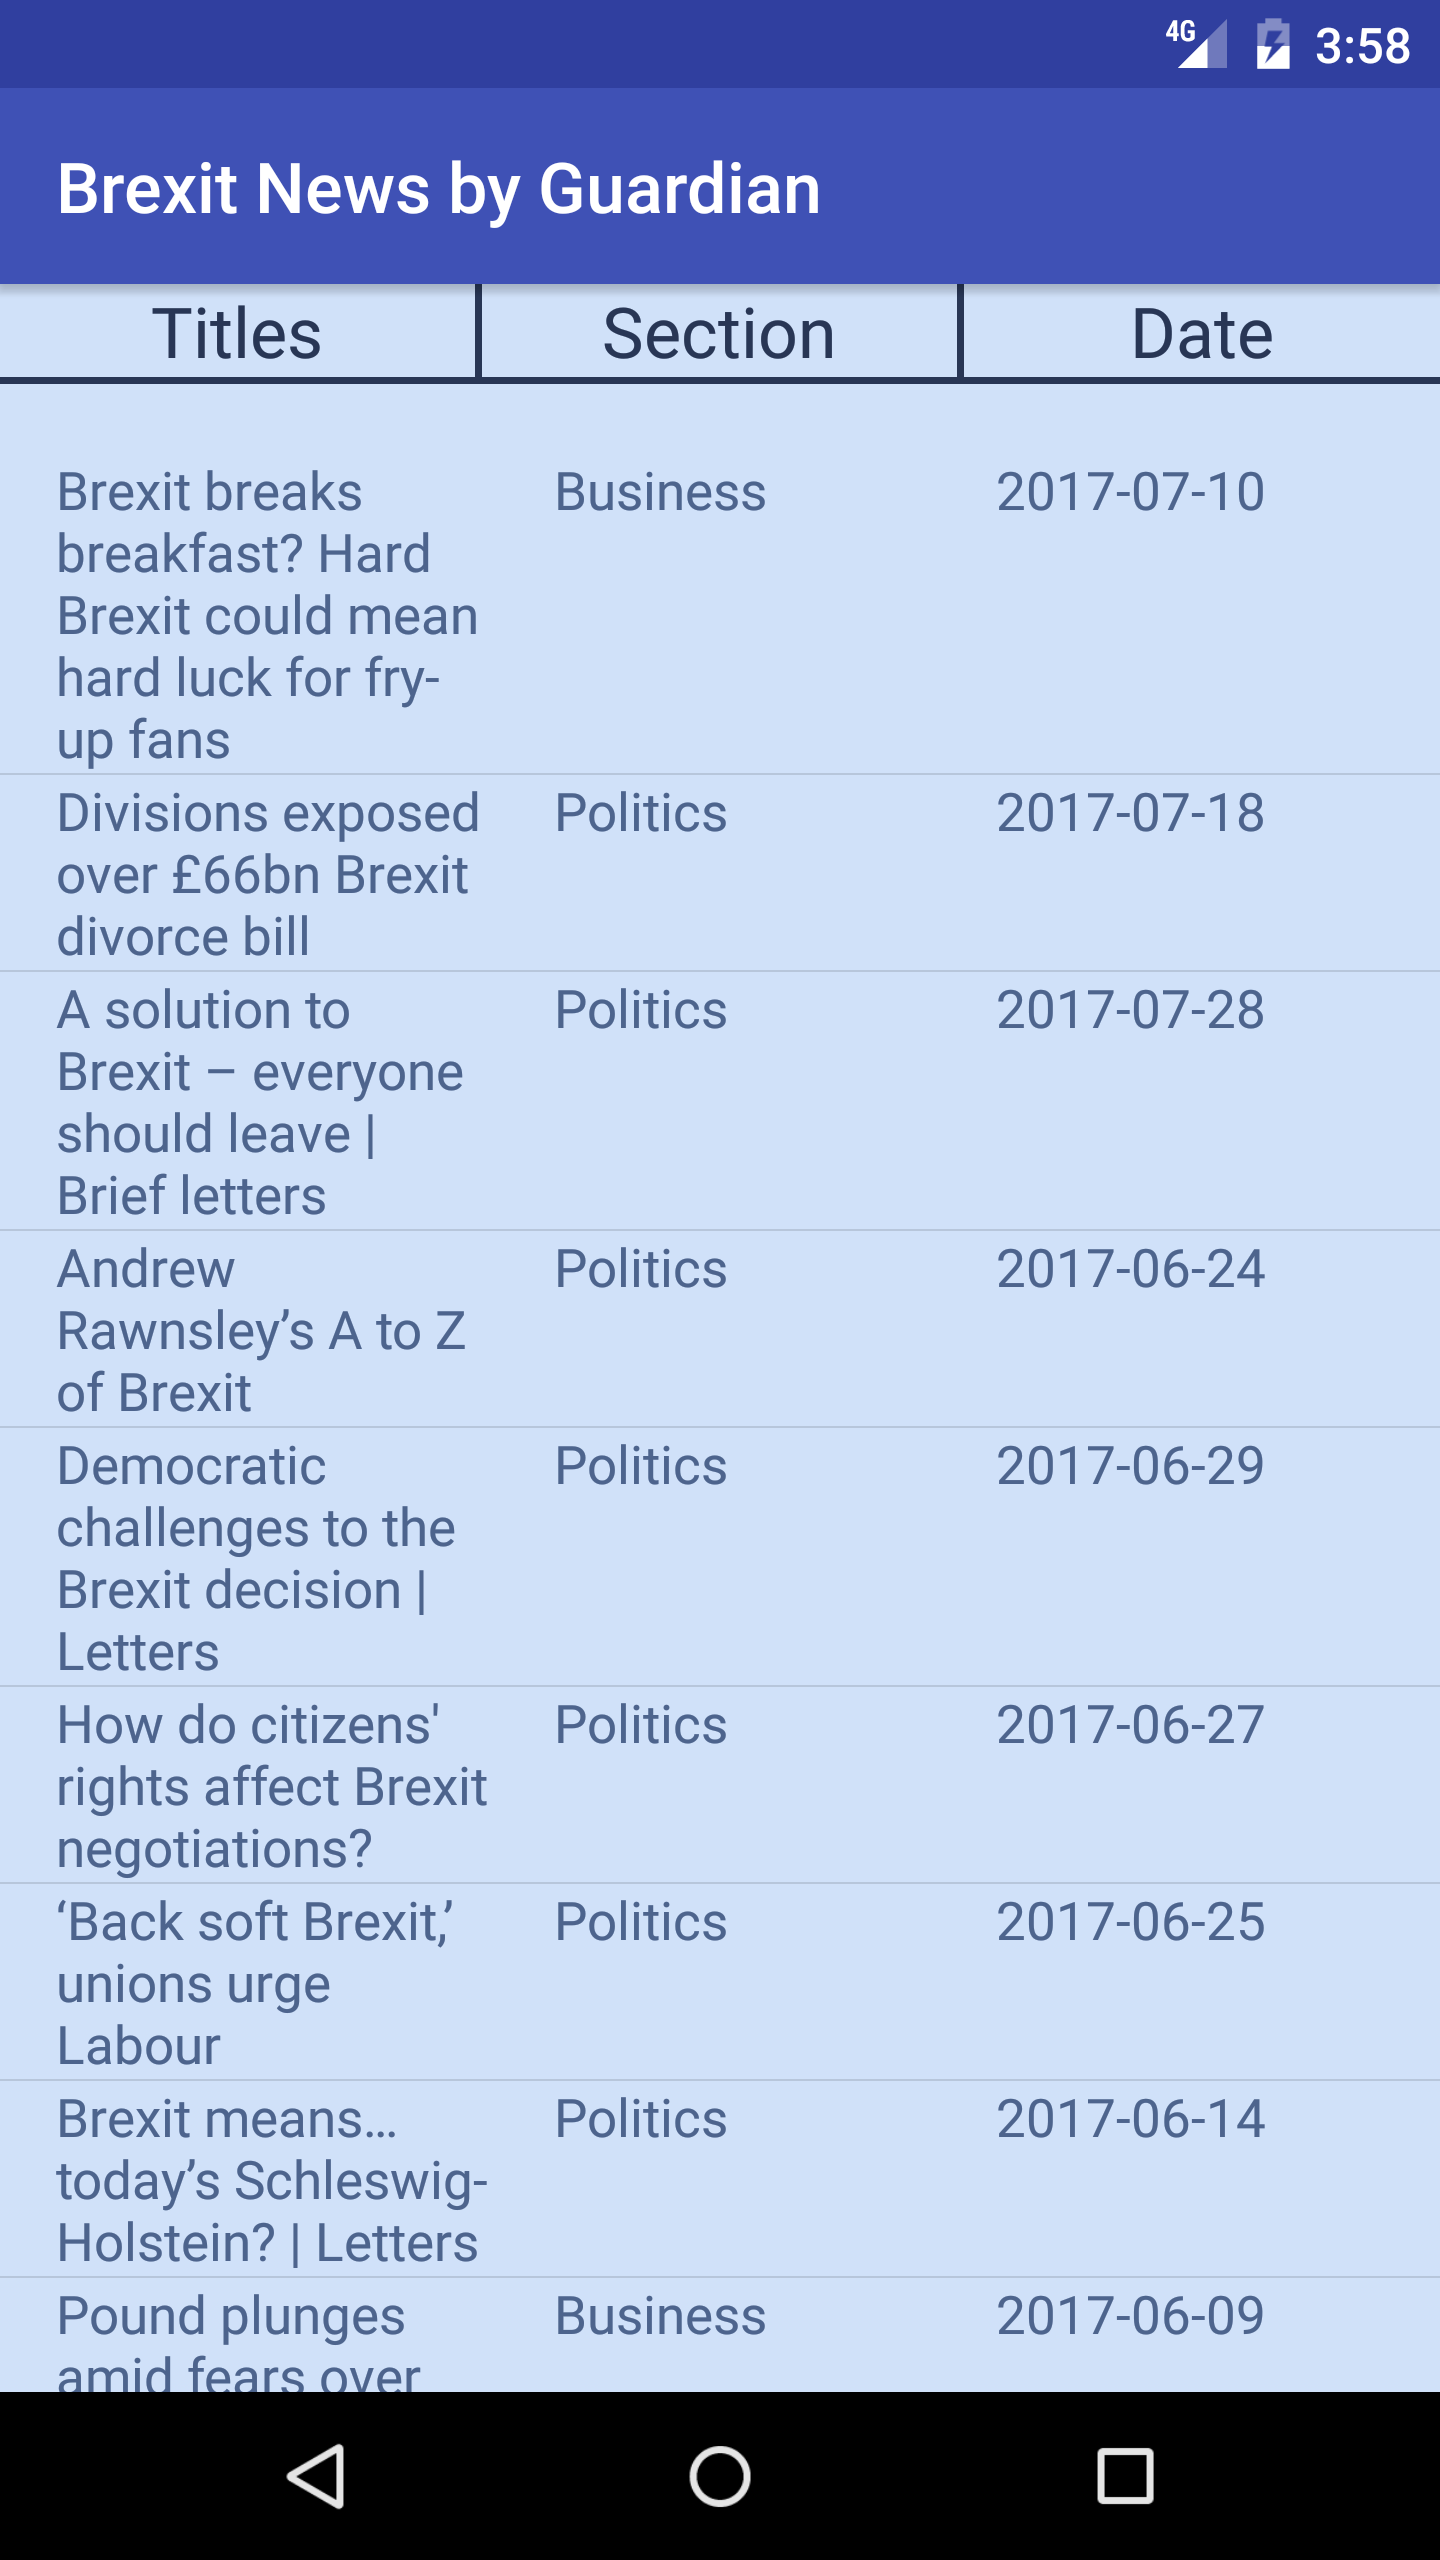 4G 3:58
Brexit News by Guardian
Titles Section Date
Brexit breaks Business 2017-07-10
breakfast? Hard
Brexit could mean
hard luck for fry-
up fans
Divisions exposed Politics 2017-07-18
over £66bn Brexit
divorce bill
A solution to Politics 2017-07-28
Brexit – everyone
should leave |
Brief letters
Andrew Politics 2017-06-24
Rawnsley’s A to Z
of Brexit
Democratic Politics 2017-06-29
challenges to the
Brexit decision |
Letters
How do citizens' Politics 2017-06-27
rights affect Brexit
negotiations?
‘Back soft Brexit,’ Politics 2017-06-25
unions urge
Labour
Brexit means… Politics 2017-06-14
today’s Schleswig-
Holstein? | Letters
Pound plunges Business 2017-06-09
amid fears over